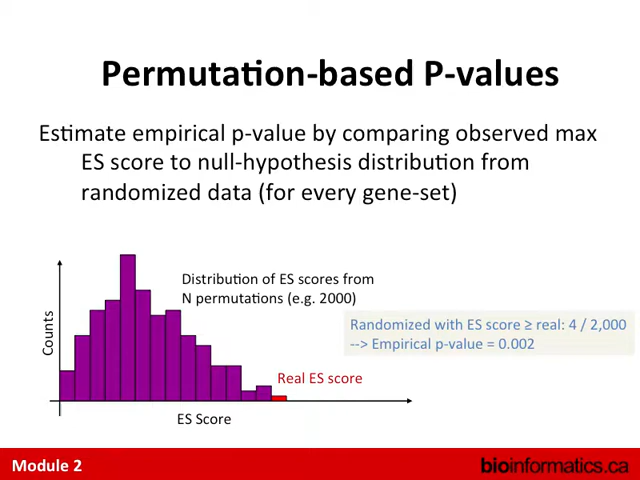 Permutation-based P-values
Estimate empirical p-value by comparing observed max
ES score to null-hypothesis distribution from
randomized data (for every gene-set)
Distribution of ES scores from
N permutations (e.g. 2000)
Counts
Randomized with ES score ≥ real: 4 / 2,000
--> Empirical p-value = 0.002
Real ES score
ES Score
Module 2
bioinformatics.ca